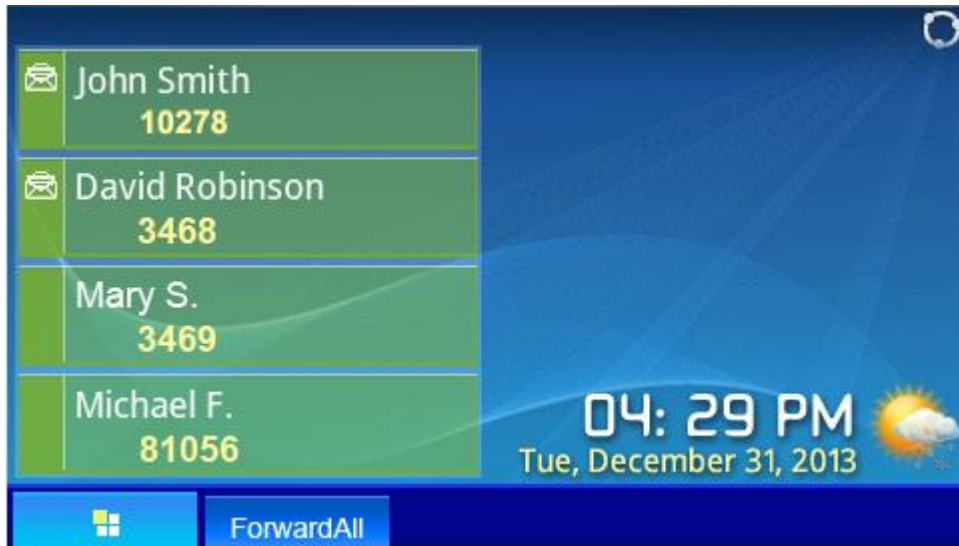 John Smith
10278
David Robinson
3468
Mary S.
3469
Michael F.
81056
04: 29 PM
Tue, December 31, 2013
ForwardAll